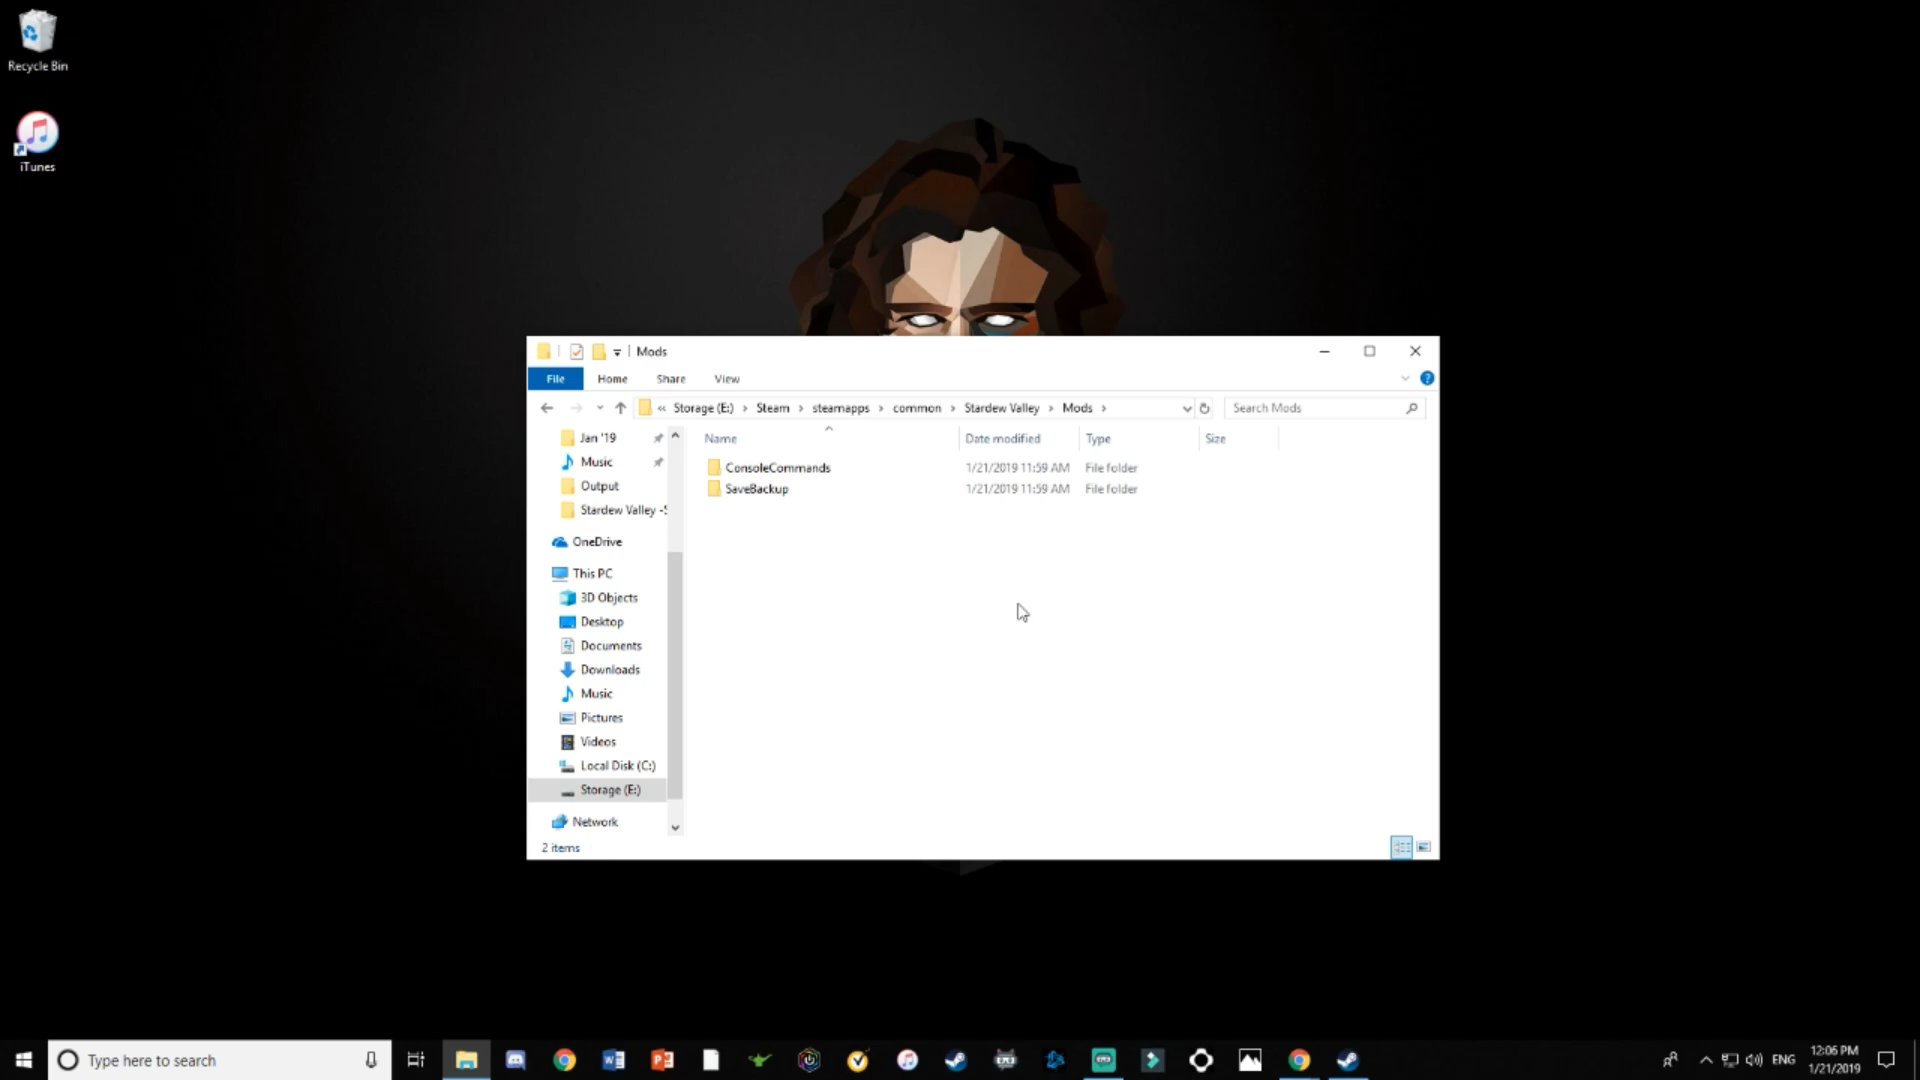 Recycle Bin
iTunes
Mods
File Home Share View
« Storage (E:) › Steam › steamapps › common › Stardew Valley › Mods ›
Search Mods
Name Date modified Type Size
ConsoleCommands 1/21/2019 11:59 AM File folder
SaveBackup 1/21/2019 11:59 AM File folder
Jan '19
Music
Output
Stardew Valley -S
OneDrive
This PC
3D Objects
Desktop
Documents
Downloads
Music
Pictures
Videos
Local Disk (C:)
Storage (E:)
Network
2 items
Type here to search
ENG
12:06 PM
1/21/2019